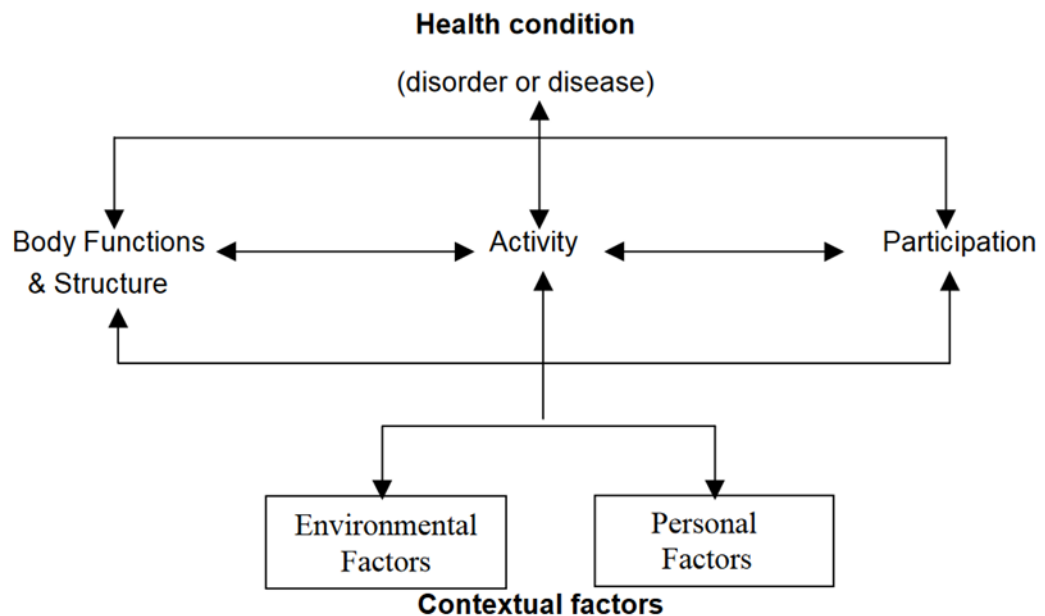 Health condition
(disorder or disease)
Body Functions
& Structure
Activity
Participation
Environmental
Factors
Personal
Factors
Contextual factors